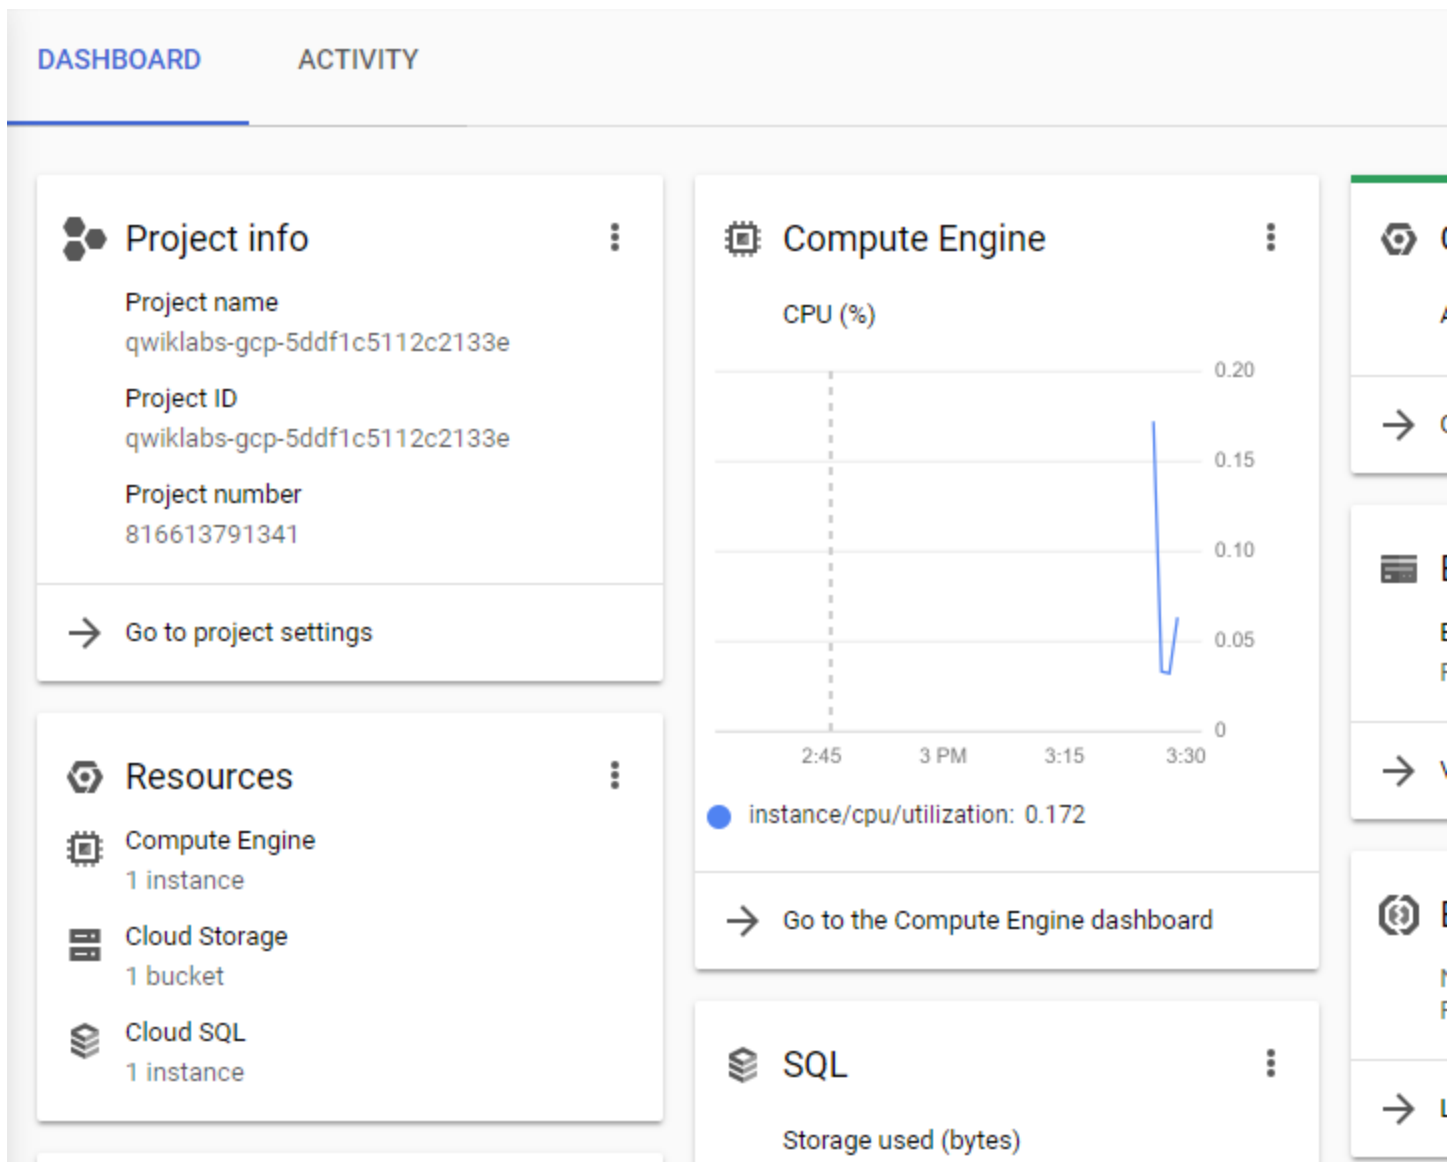 DASHBOARD
ACTIVITY
Project info
Project name
qwiklabs-gcp-5ddf1c5112c2133e
Project ID
qwiklabs-gcp-5ddf1c5112c2133e
Project number
816613791341
Go to project settings
Resources
Compute Engine
1 instance
Cloud Storage
1 bucket
Cloud SQL
1 instance
Compute Engine
CPU (%)
0.20
0.15
0.10
0.05
0
2:45 3 PM 3:15 3:30
instance/cpu/utilization: 0.172
Go to the Compute Engine dashboard
SQL
Storage used (bytes)